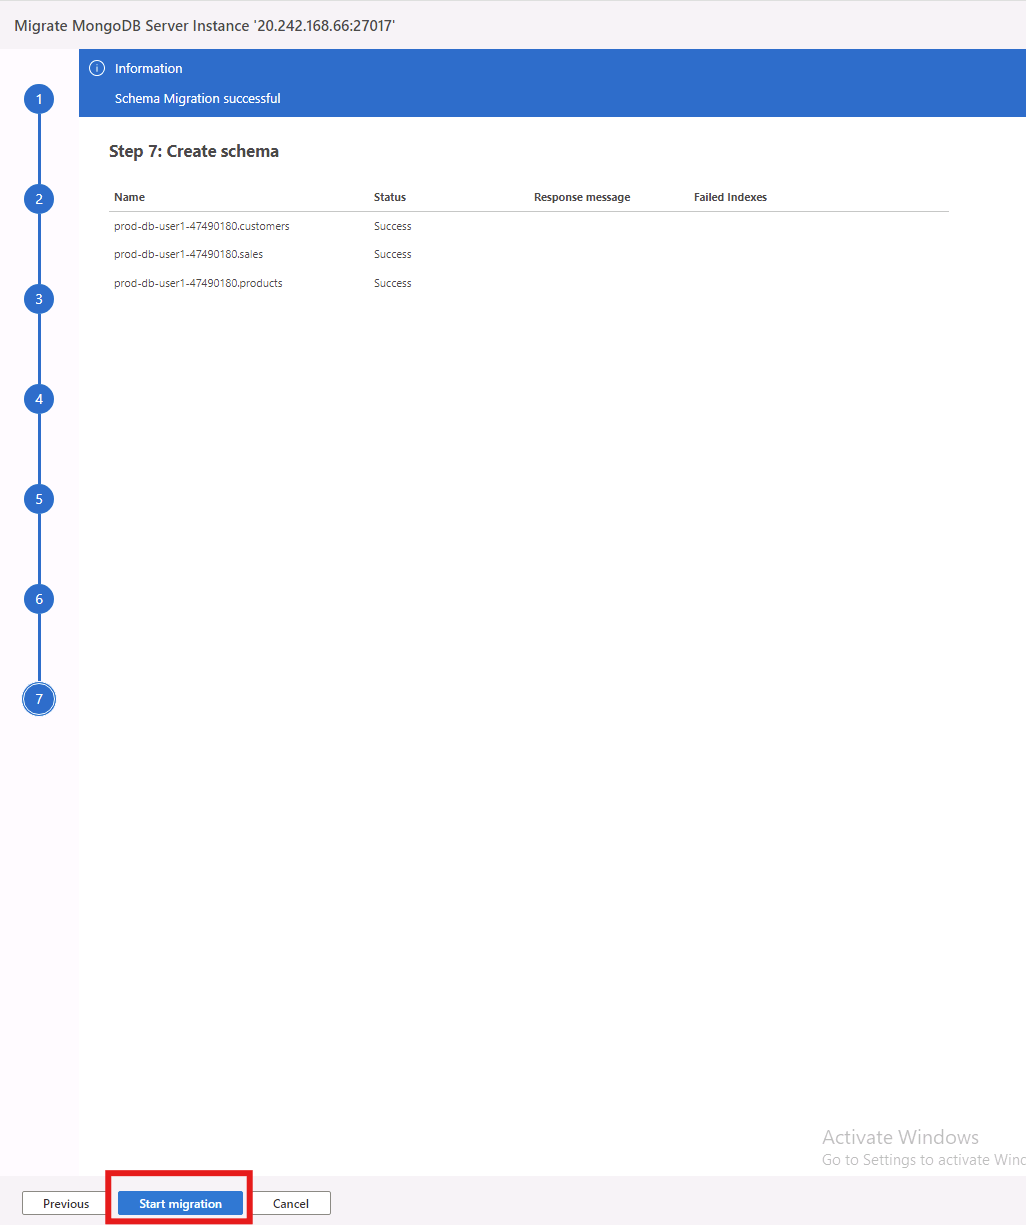 Migrate MongoDB Server Instance '20.242.168.66:27017'
Information
Schema Migration successful
1
2
3
4
5
6
7
Step 7: Create schema
Name Status Response message Failed Indexes
prod-db-user1-47490180.customers Success
prod-db-user1-47490180.sales Success
prod-db-user1-47490180.products Success
Activate Windows
Go to Settings to activate Winc
Previous Start migration Cancel